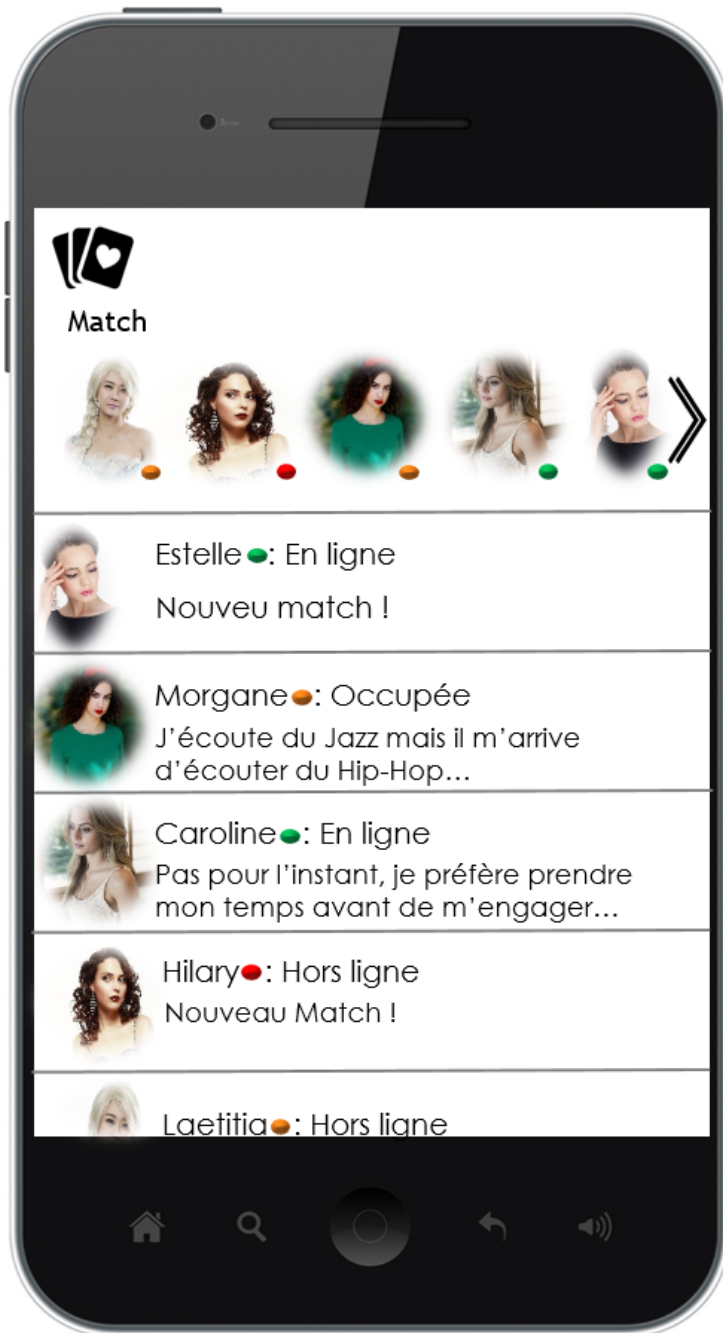 Match
Estelle : En ligne
Nouveu match !
Morgane : Occupée
J'écoute du Jazz mais il m'arrive
d'écouter du Hip-Hop...
Caroline : En ligne
Pas pour l'instant, je préfère prendre
mon temps avant de m'engager...
Hilary : Hors ligne
Nouveau Match !
Laetitia : Hors ligne